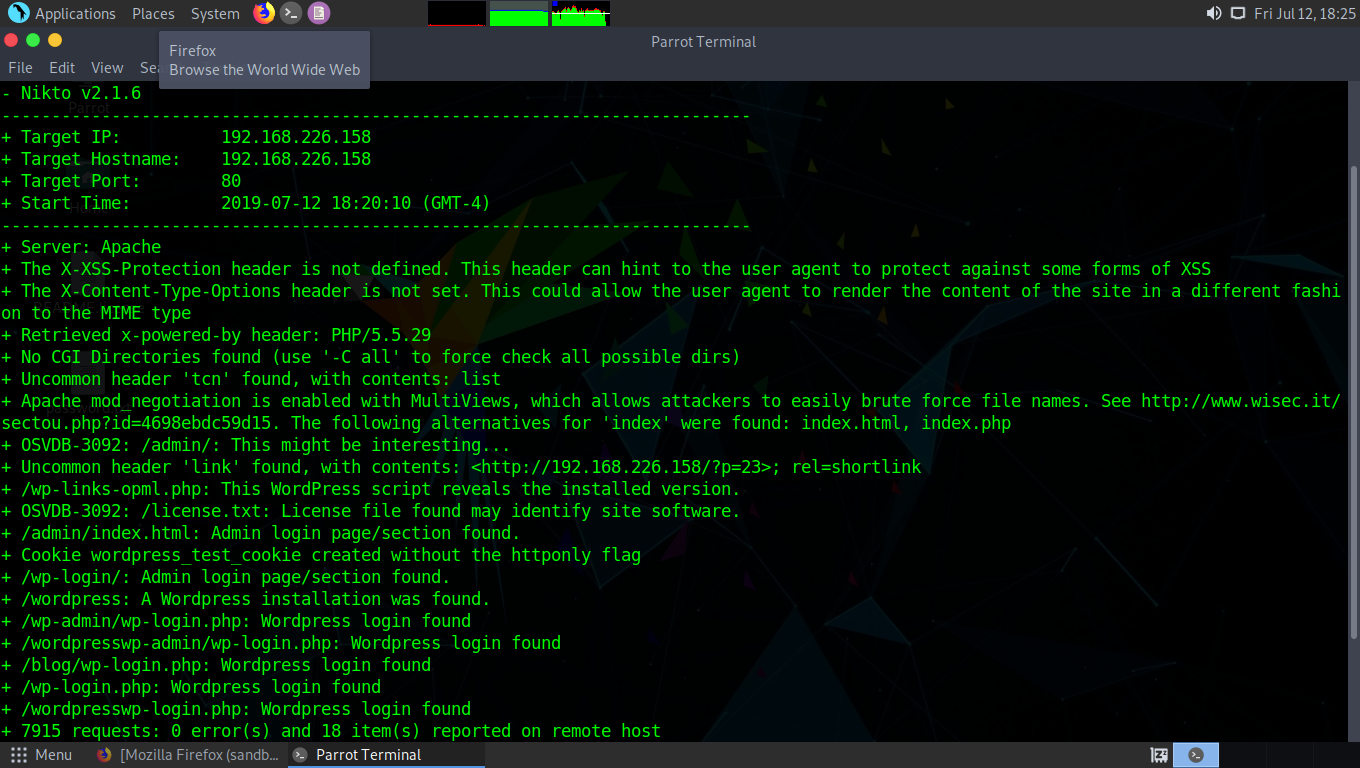 Applications Places System Fri Jul 12, 18:25
Parrot Terminal
Firefox
Browse the World Wide Web
File Edit View Sea
- Nikto v2.1.6
---------------------------------------------------------------------------
+ Target IP: 192.168.226.158
+ Target Hostname: 192.168.226.158
+ Target Port: 80
+ Start Time: 2019-07-12 18:20:10 (GMT-4)
---------------------------------------------------------------------------
+ Server: Apache
+ The X-XSS-Protection header is not defined. This header can hint to the user agent to protect against some forms of XSS
+ The X-Content-Type-Options header is not set. This could allow the user agent to render the content of the site in a different fashi
on to the MIME type
+ Retrieved x-powered-by header: PHP/5.5.29
+ No CGI Directories found (use '-C all' to force check all possible dirs)
+ Uncommon header 'tcn' found, with contents: list
+ Apache mod_negotiation is enabled with MultiViews, which allows attackers to easily brute force file names. See http://www.wisec.it/
sectou.php?id=4698ebdc59d15. The following alternatives for 'index' were found: index.html, index.php
+ OSVDB-3092: /admin/: This might be interesting...
+ Uncommon header 'link' found, with contents: <http://192.168.226.158/?p=23>; rel=shortlink
+ /wp-links-opml.php: This WordPress script reveals the installed version.
+ OSVDB-3092: /license.txt: License file found may identify site software.
+ /admin/index.html: Admin login page/section found.
+ Cookie wordpress_test_cookie created without the httponly flag
+ /wp-login/: Admin login page/section found.
+ /wordpress: A Wordpress installation was found.
+ /wp-admin/wp-login.php: Wordpress login found
+ /wordpresswp-admin/wp-login.php: Wordpress login found
+ /blog/wp-login.php: Wordpress login found
+ /wp-login.php: Wordpress login found
+ /wordpresswp-login.php: Wordpress login found
+ 7915 requests: 0 error(s) and 18 item(s) reported on remote host
Menu [Mozilla Firefox (sandb... Parrot Terminal